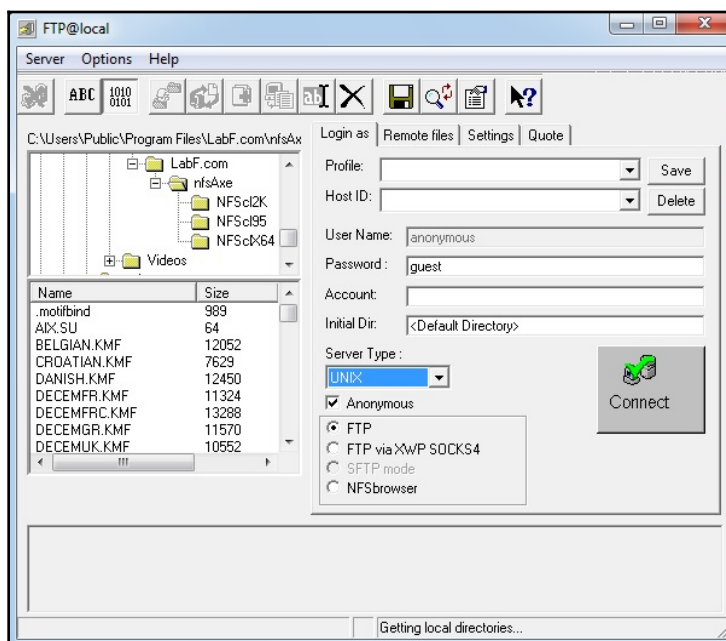 FTP@local
Server Options Help
ABC 1010 0101 ab
C:\Users\Public\Program Files\LabF.com\nfsAx
LabF.com
nfsAxe
NFScl2K
NFScl95
NFSclX64
Videos
Name Size
.motifbind 989
AIX.SU 64
BELGIAN.KMF 12052
CROATIAN.KMF 7629
DANISH.KMF 12450
DECEMFR.KMF 11324
DECEMFRC.KMF 13288
DECEMGR.KMF 11570
DECEMUK.KMF 10552
Login as Remote files Settings Quote
Profile: Save
Host ID: Delete
User Name: anonymous
Password : guest
Account:
Initial Dir: <Default Directory>
Server Type :
UNIX
Anonymous
Connect
FTP
FTP via XWP SOCKS4
SFTP mode
NFSbrowser
Getting local directories...